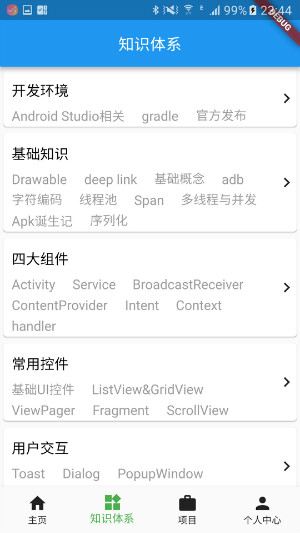 99% 22:44
DEBUG
知识体系
开发环境
Android Studio相关 gradle 官方发布
基础知识
Drawable deep link 基础概念 adb
字符编码 线程池 Span 多线程与并发
Apk诞生记 序列化
四大组件
Activity Service BroadcastReceiver
ContentProvider Intent Context
handler
常用控件
基础UI控件 ListView&GridView
ViewPager Fragment ScrollView
用户交互
Toast Dialog PopupWindow
主页 知识体系 项目 个人中心